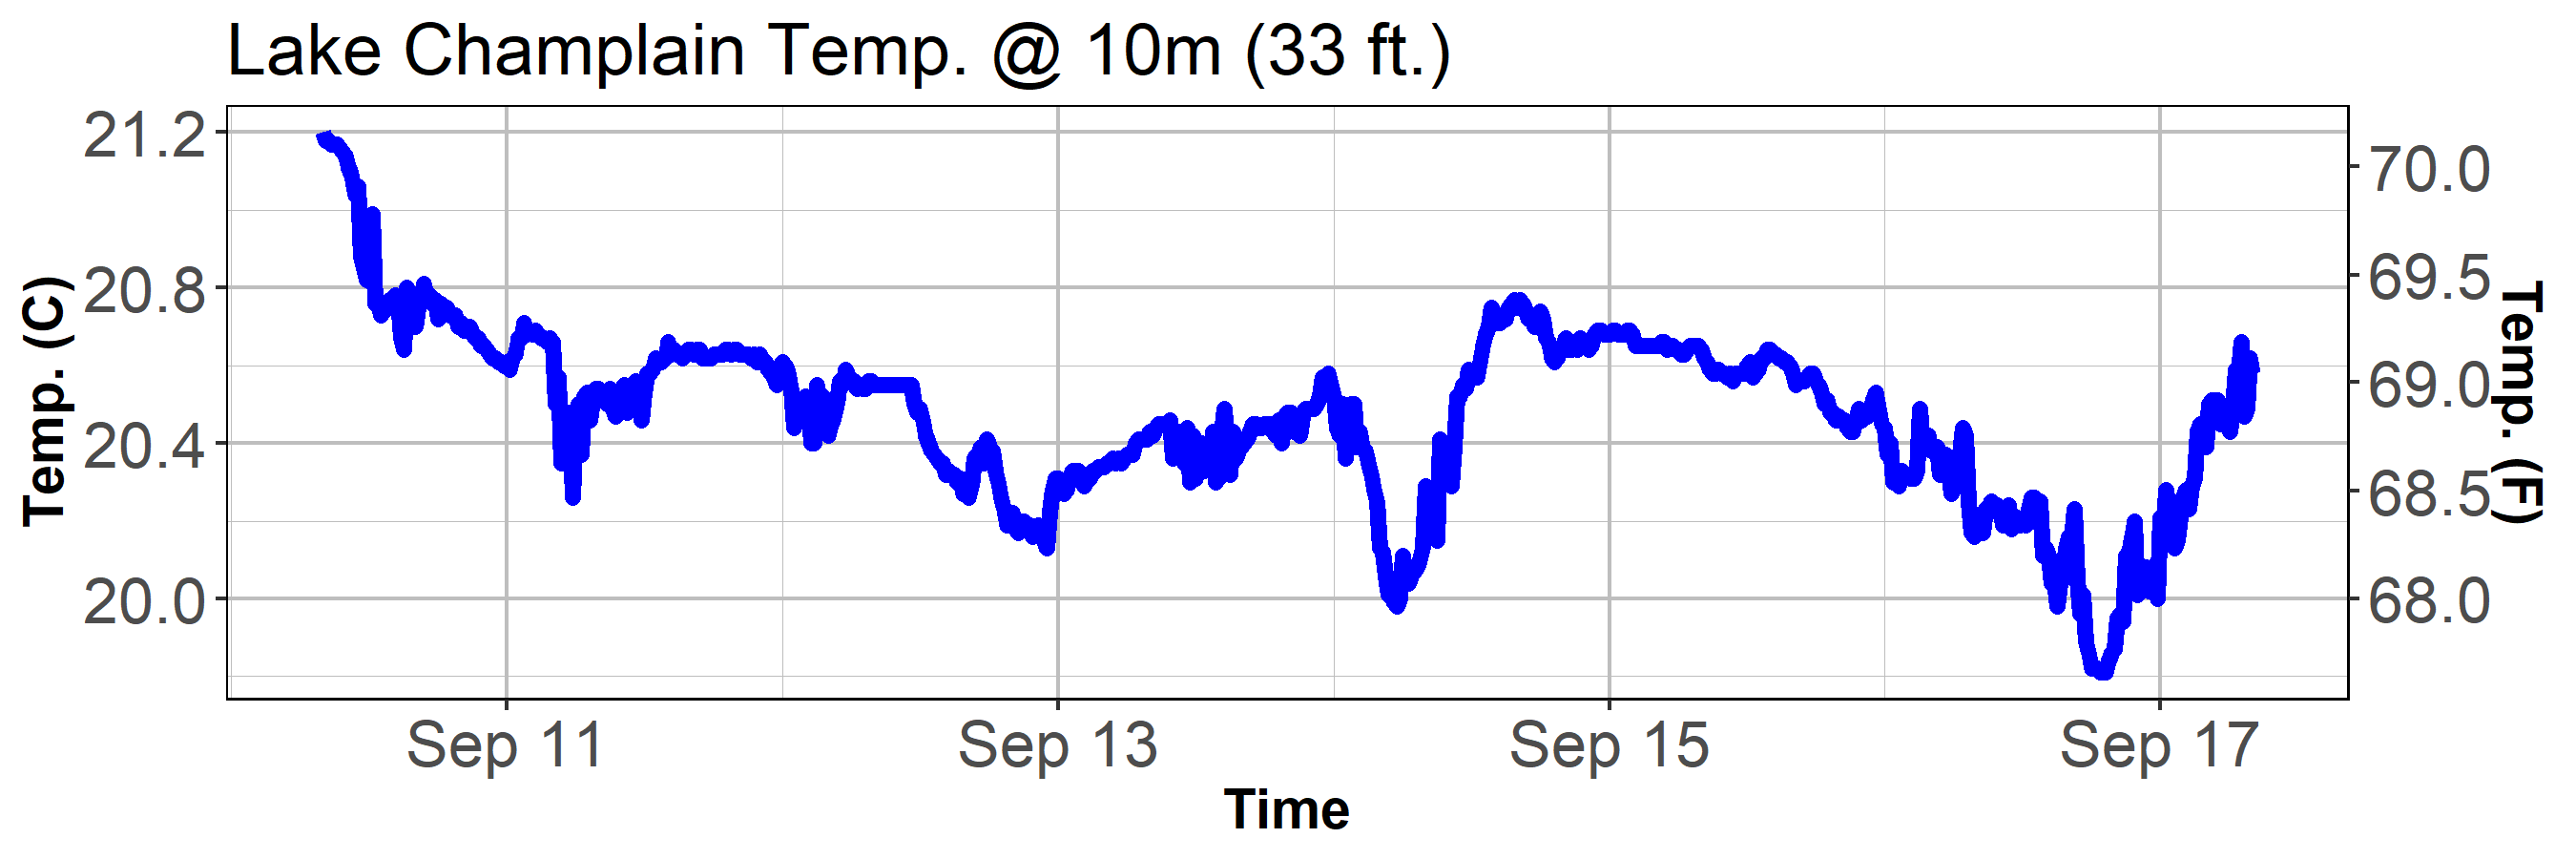 Lake Champlain Temp. @ 10m (33 ft.)
21.2
20.8
20.4
20.0
Temp. (C)
70.0
69.5
69.0
68.5
68.0
Temp. (F)
Sep 11 Sep 13 Sep 15 Sep 17
Time